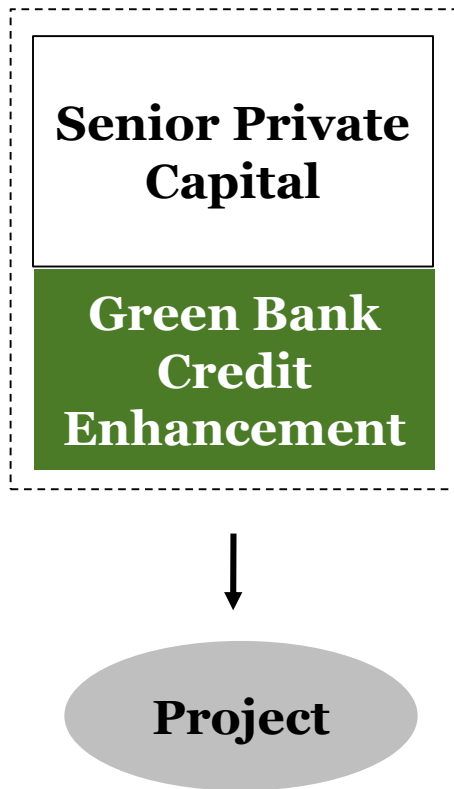 Senior Private
Capital
Green Bank
Credit
Enhancement
Project